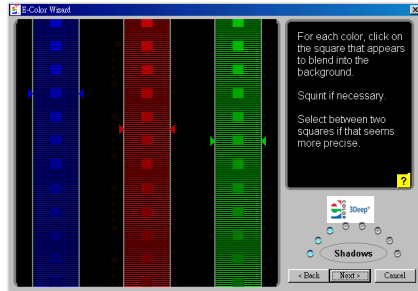 E-Color Wizard
For each color, click on
the square that appears
to blend into the
background.
Squint if necessary.
Select between two
squares if that seems
more precise.
?
3Deep
Shadows
< Back
Next >
Cancel